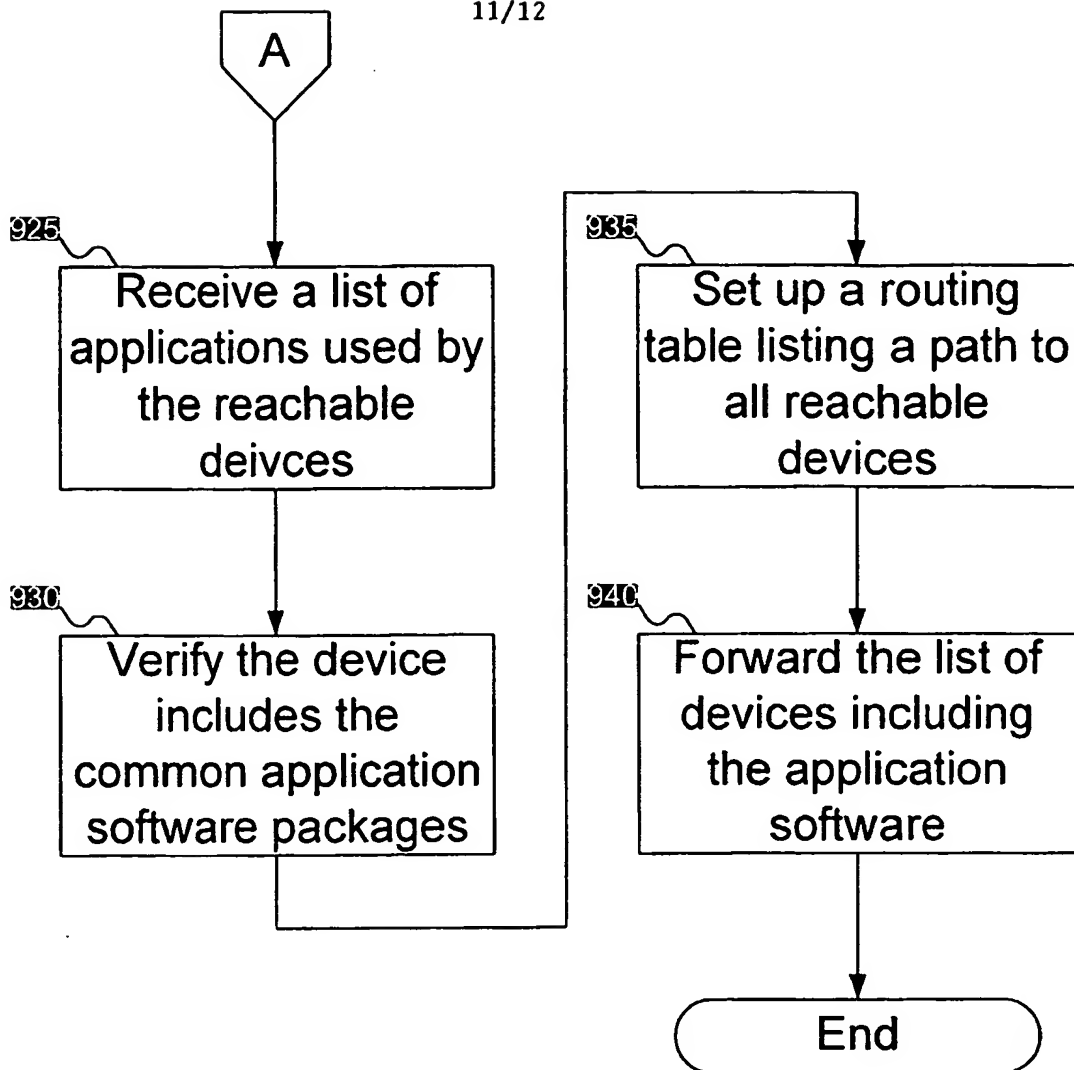 11/12
A
925
Receive a list of
applications used by
the reachable
deivces
930
Verify the device
includes the
common application
software packages
935
Set up a routing
table listing a path to
all reachable
devices
940
Forward the list of
devices including
the application
software
End